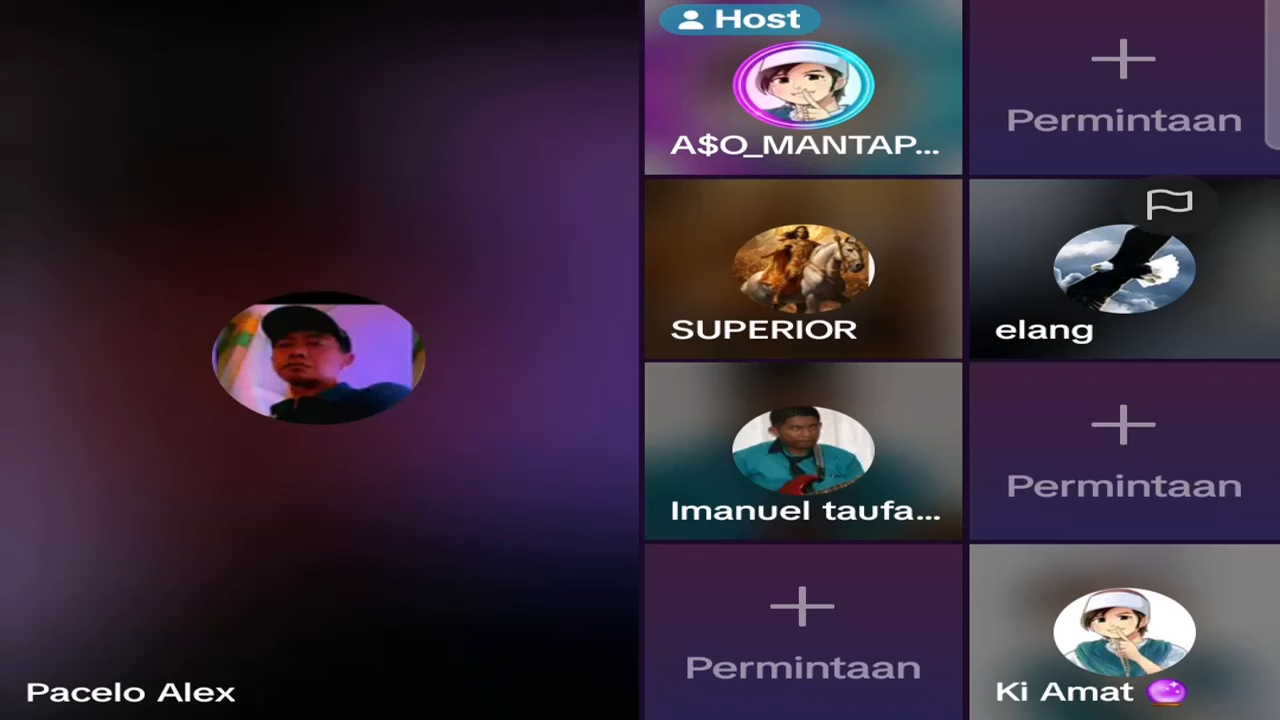 Host
A$O_MANTAP...
Permintaan
SUPERIOR
elang
Imanuel taufa...
Permintaan
Permintaan
Pacelo Alex
Ki Amat